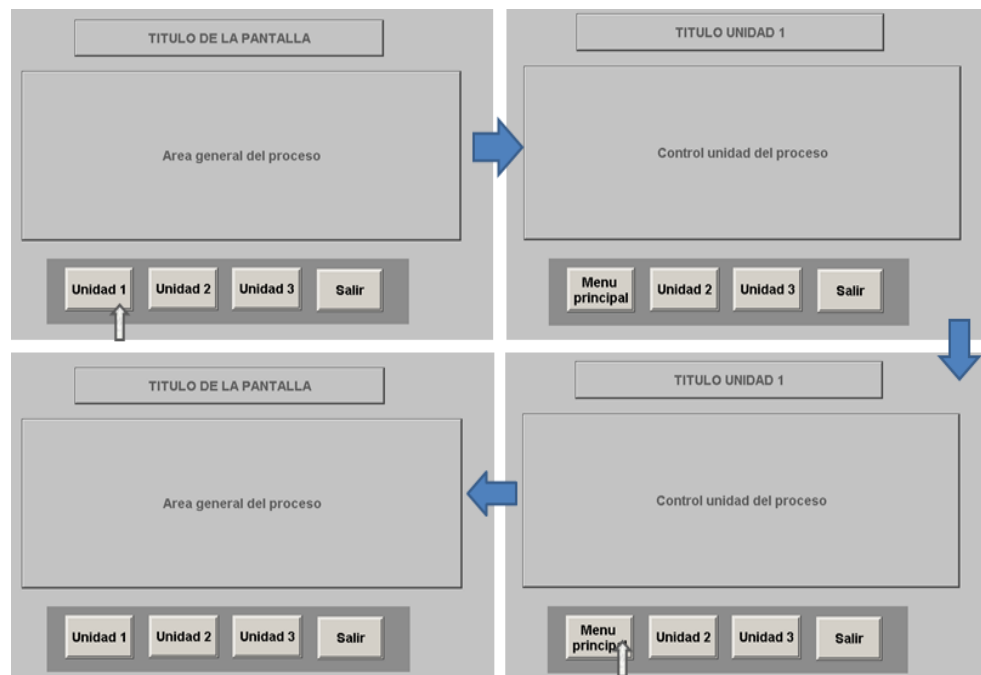 TITULO DE LA PANTALLA
Area general del proceso
Unidad 1
Unidad 2
Unidad 3
Salir
TITULO UNIDAD 1
Control unidad del proceso
Menu
principal
Unidad 2
Unidad 3
Salir
TITULO DE LA PANTALLA
Area general del proceso
Unidad 1
Unidad 2
Unidad 3
Salir
TITULO UNIDAD 1
Control unidad del proceso
Menu
principal
Unidad 2
Unidad 3
Salir